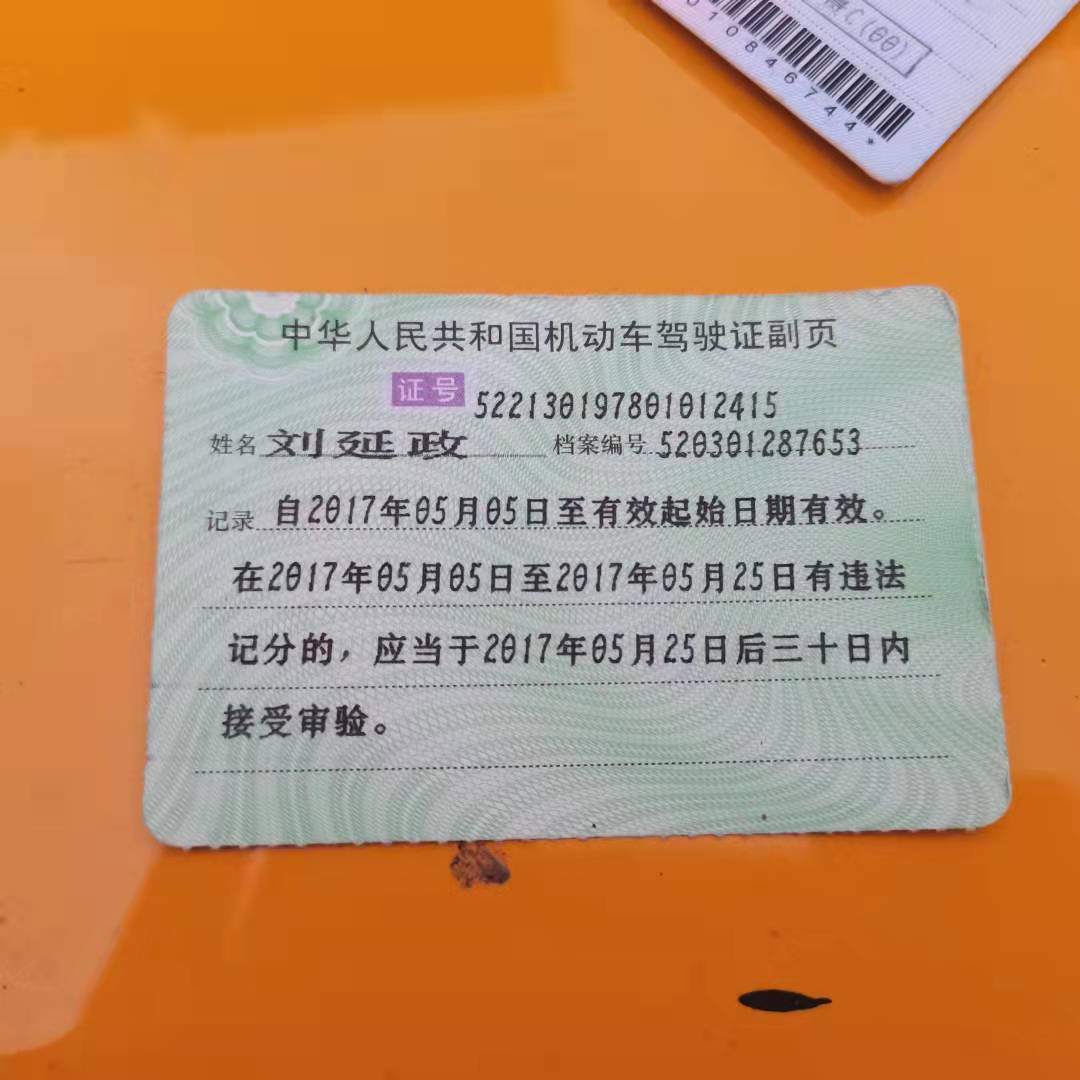 C(00)
010846744*
中华人民共和国机动车驾驶证副页
证号 522130197801012415
姓名 刘延政 档案编号 520301287653
记录 自2017年05月05日至有效起始日期有效。
在2017年05月05日至2017年05月25日有违法
记分的，应当于2017年05月25日后三十日内
接受审验。